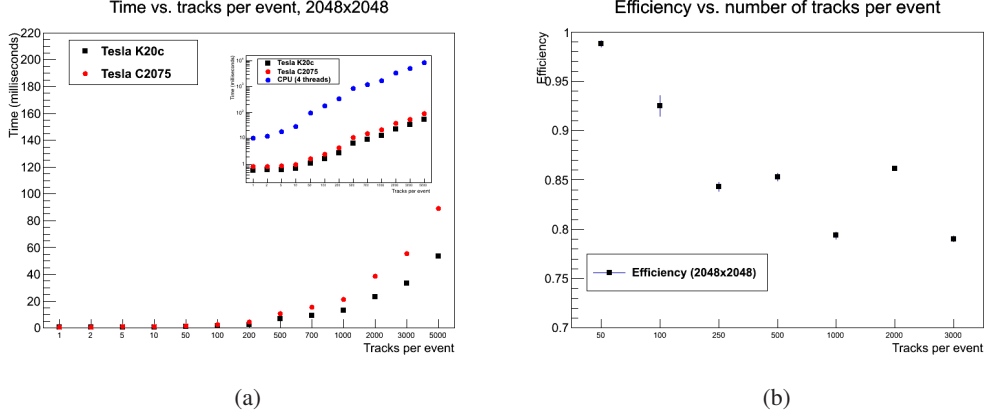 Time vs. tracks per event, 2048x2048
Time (milliseconds)
220
200
180
160
140
120
100
80
60
40
20
0
Tesla K20c
Tesla C2075
Time (milliseconds)
Tesla K20c
Tesla C2075
CPU (4 threads)
Tracks per event
1 2 5 10 50 100 200 500 700 1000 2000 3000 5000
Tracks per event
(a)
Efficiency vs. number of tracks per event
Efficiency
1
0.95
0.9
0.85
0.8
0.75
0.7
Efficiency (2048x2048)
50 100 250 500 1000 2000 3000
Tracks per event
(b)